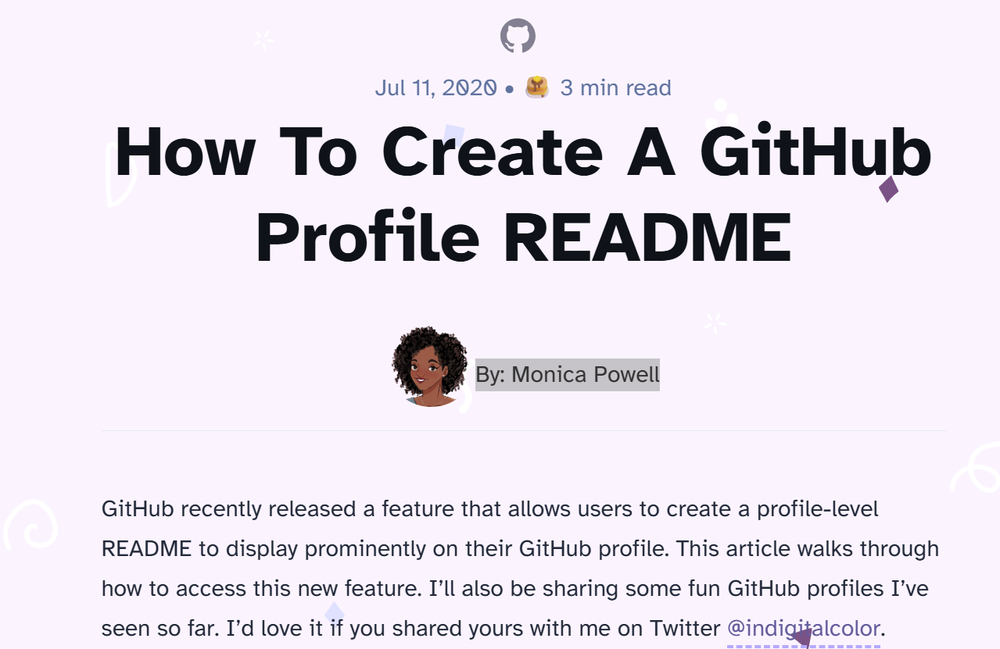 Jul 11, 2020 • 🥞 3 min read
How To Create A GitHub
Profile README
By: Monica Powell
GitHub recently released a feature that allows users to create a profile-level
README to display prominently on their GitHub profile. This article walks through
how to access this new feature. I’ll also be sharing some fun GitHub profiles I’ve
seen so far. I’d love it if you shared yours with me on Twitter @indigitalcolor.